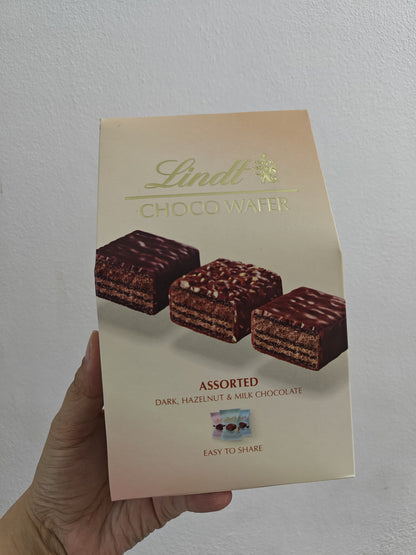 Lindt
CHOCO WAFER
ASSORTED
DARK, HAZELNUT & MILK CHOCOLATE
EASY TO SHARE